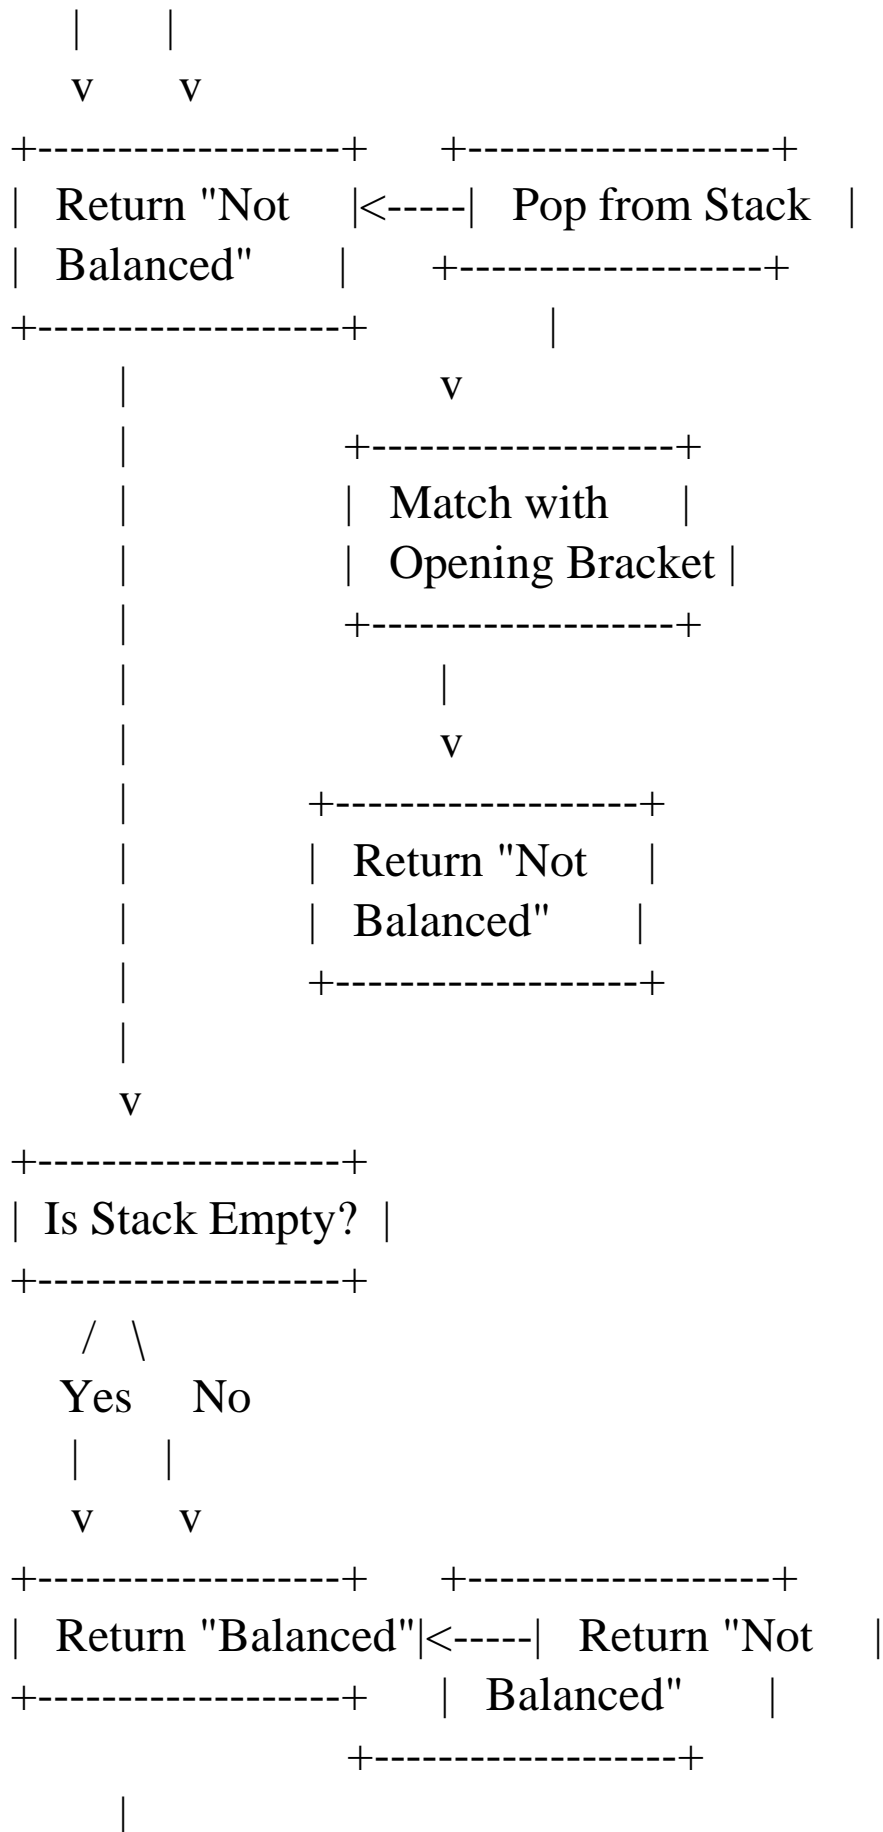 |       |
v       v
+-------------------+     +-------------------+
|   Return "Not     |<-----|   Pop from Stack   |
|   Balanced"       |     +-------------------+
+-------------------+               |
|                          v
|                  +-------------------+
|                  |   Match with      |
|                  |   Opening Bracket |
|                  +-------------------+
|                          |
|                          v
|                +-------------------+
|                |   Return "Not     |
|                |   Balanced"       |
|                +-------------------+
|
v
+-------------------+
|  Is Stack Empty?  |
+-------------------+
/   \
Yes     No
|       |
v       v
+-------------------+     +-------------------+
|   Return "Balanced"|<-----|   Return "Not     |
+-------------------+     |   Balanced"       |
+-------------------+
|